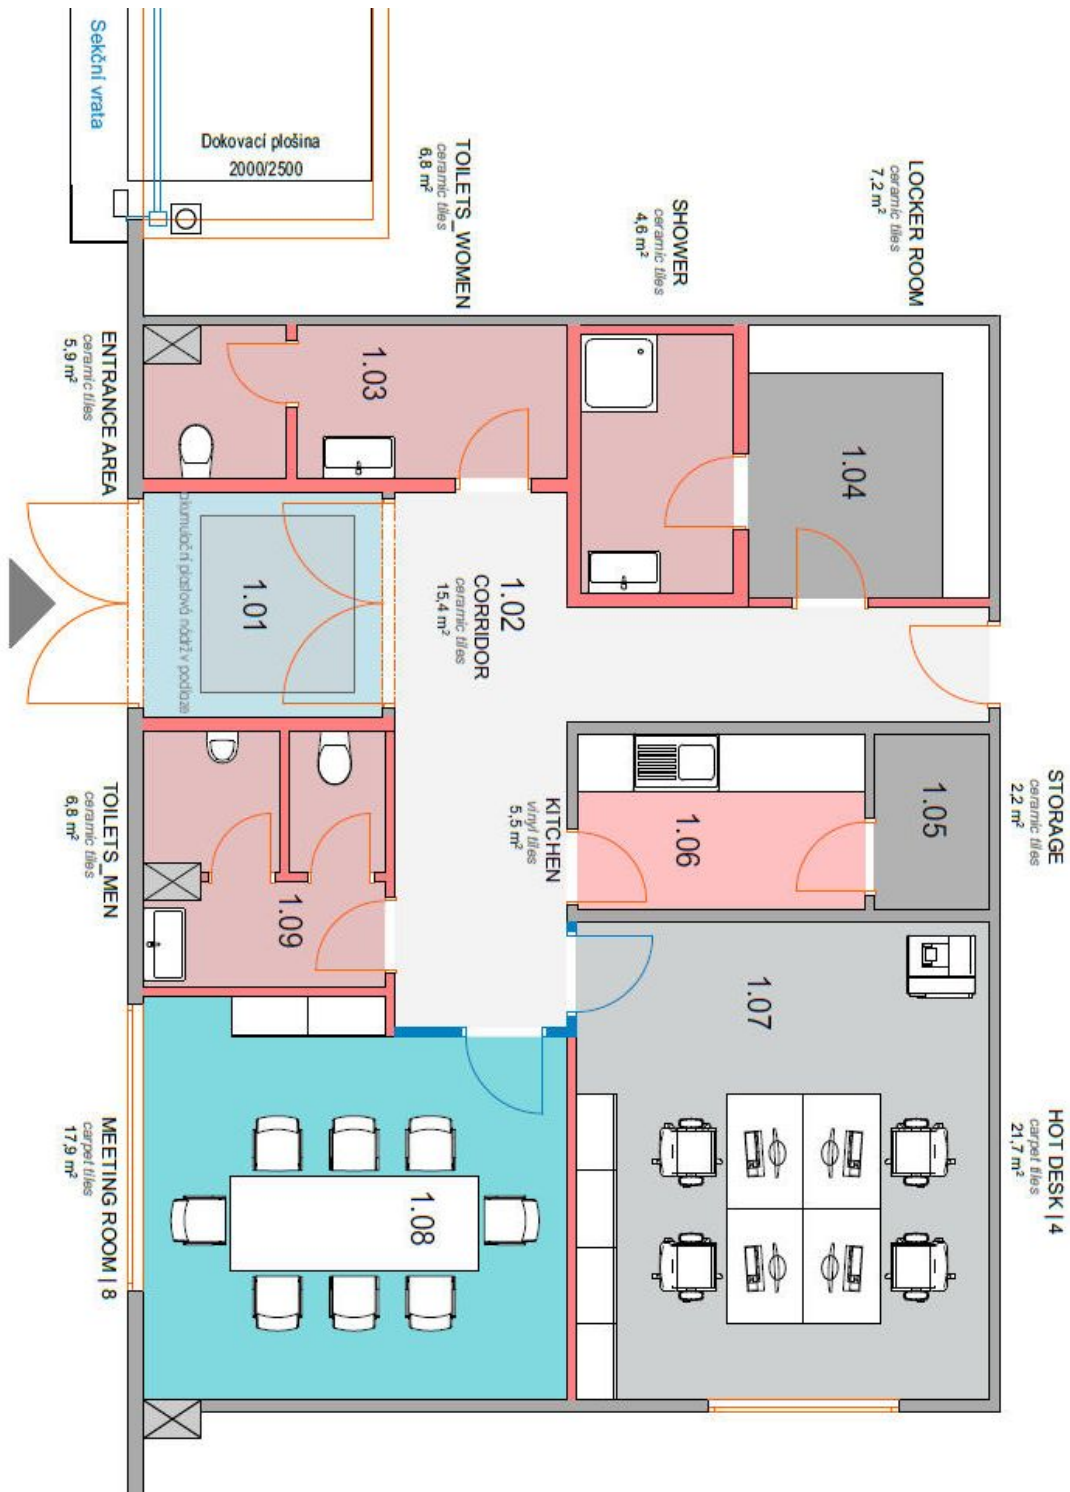 Sekční vrata
Dokovací plošina
2000/2500
TOILETS_WOMEN
ceramic tiles
6,8 m²
SHOWER
ceramic tiles
4,6 m²
LOCKER ROOM
ceramic tiles
7,2 m²
ENTRANCE AREA
ceramic tiles
5,9 m²
1.03
1.04
1.01
akumulační plastová nádrž v podlaze
1.02
CORRIDOR
ceramic tiles
15,4 m²
STORAGE
ceramic tiles
2,2 m²
1.05
1.06
KITCHEN
vinyl tiles
5,5 m²
TOILETS_MEN
ceramic tiles
6,8 m²
1.09
1.07
HOT DESK | 4
carpet tiles
21,7 m²
MEETING ROOM | 8
carpet tiles
17,9 m²
1.08